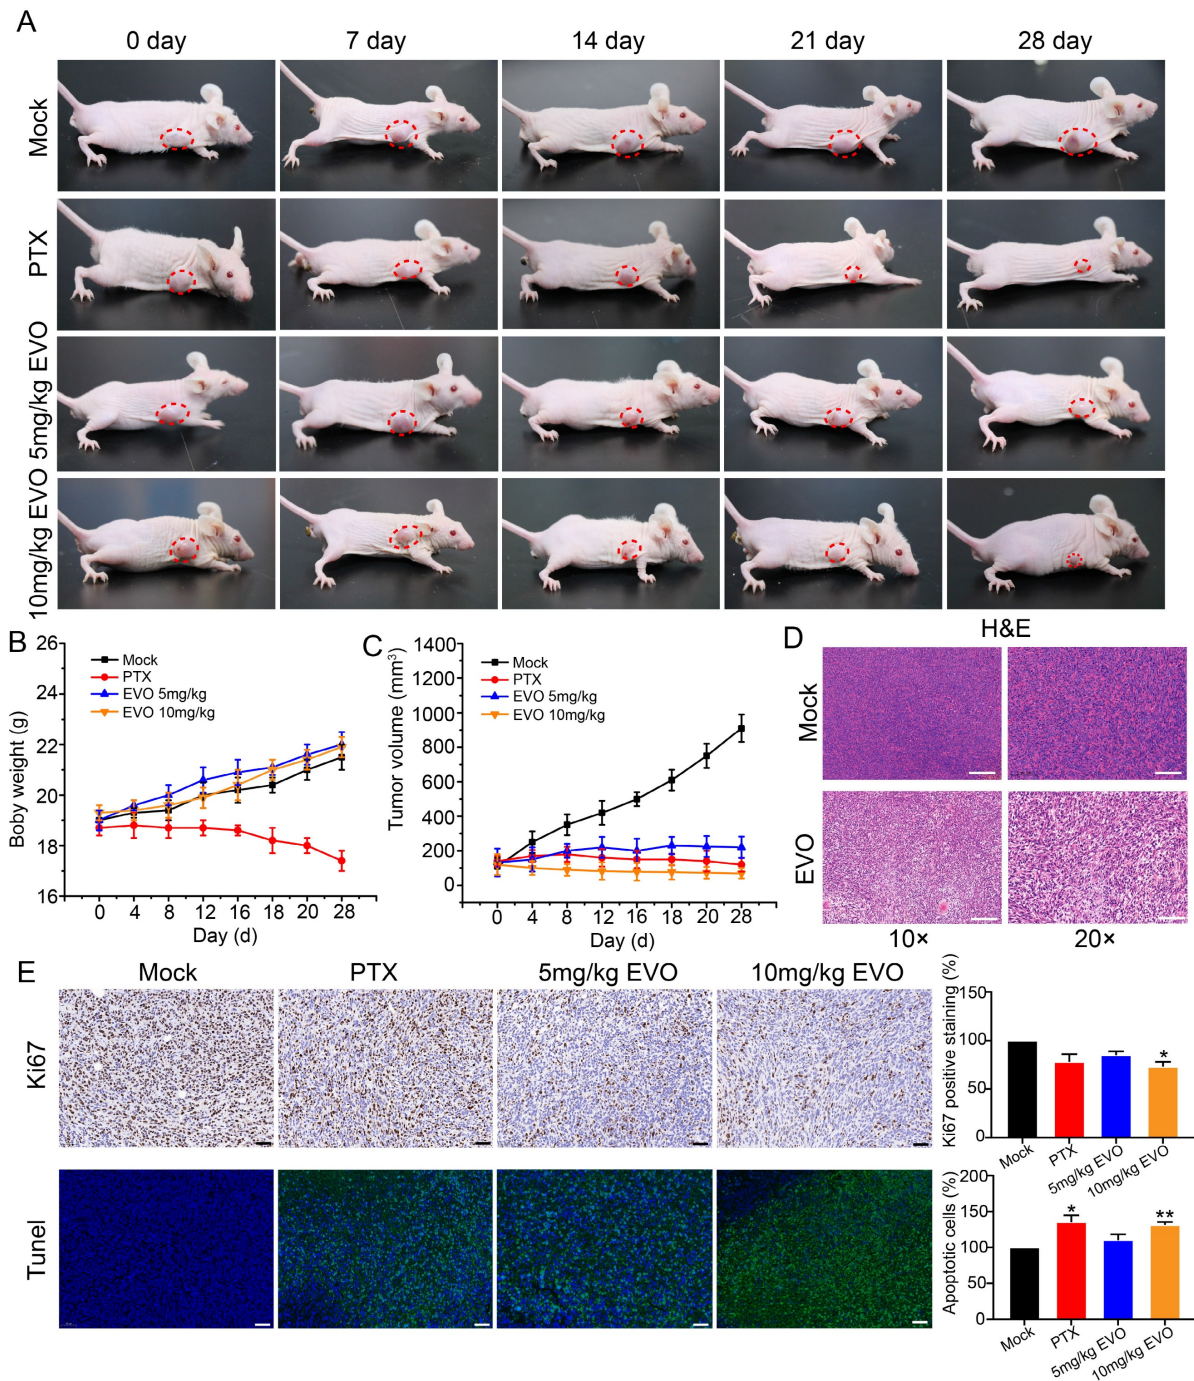 A
0 day 7 day 14 day 21 day 28 day
Mock
PTX
5mg/kg EVO
10mg/kg EVO
B
26
24
22
20
18
16
Boby weight (g)
Mock
PTX
EVO 5mg/kg
EVO 10mg/kg
0 4 8 12 16 18 20 28
Day (d)
C
1400
1200
1000
800
600
400
200
0
Tumor volume (mm³)
Mock
PTX
EVO 5mg/kg
EVO 10mg/kg
0 4 8 12 16 18 20 28
Day (d)
D
H&E
Mock
EVO
10× 20×
E
Mock PTX 5mg/kg EVO 10mg/kg EVO
Ki67
Tunel
Ki67 positive staining (%)
150
100
50
0
*
Mock PTX 5mg/kg EVO 10mg/kg EVO
Apoptotic cells (%)
200
150
100
50
0
* **
Mock PTX 5mg/kg EVO 10mg/kg EVO